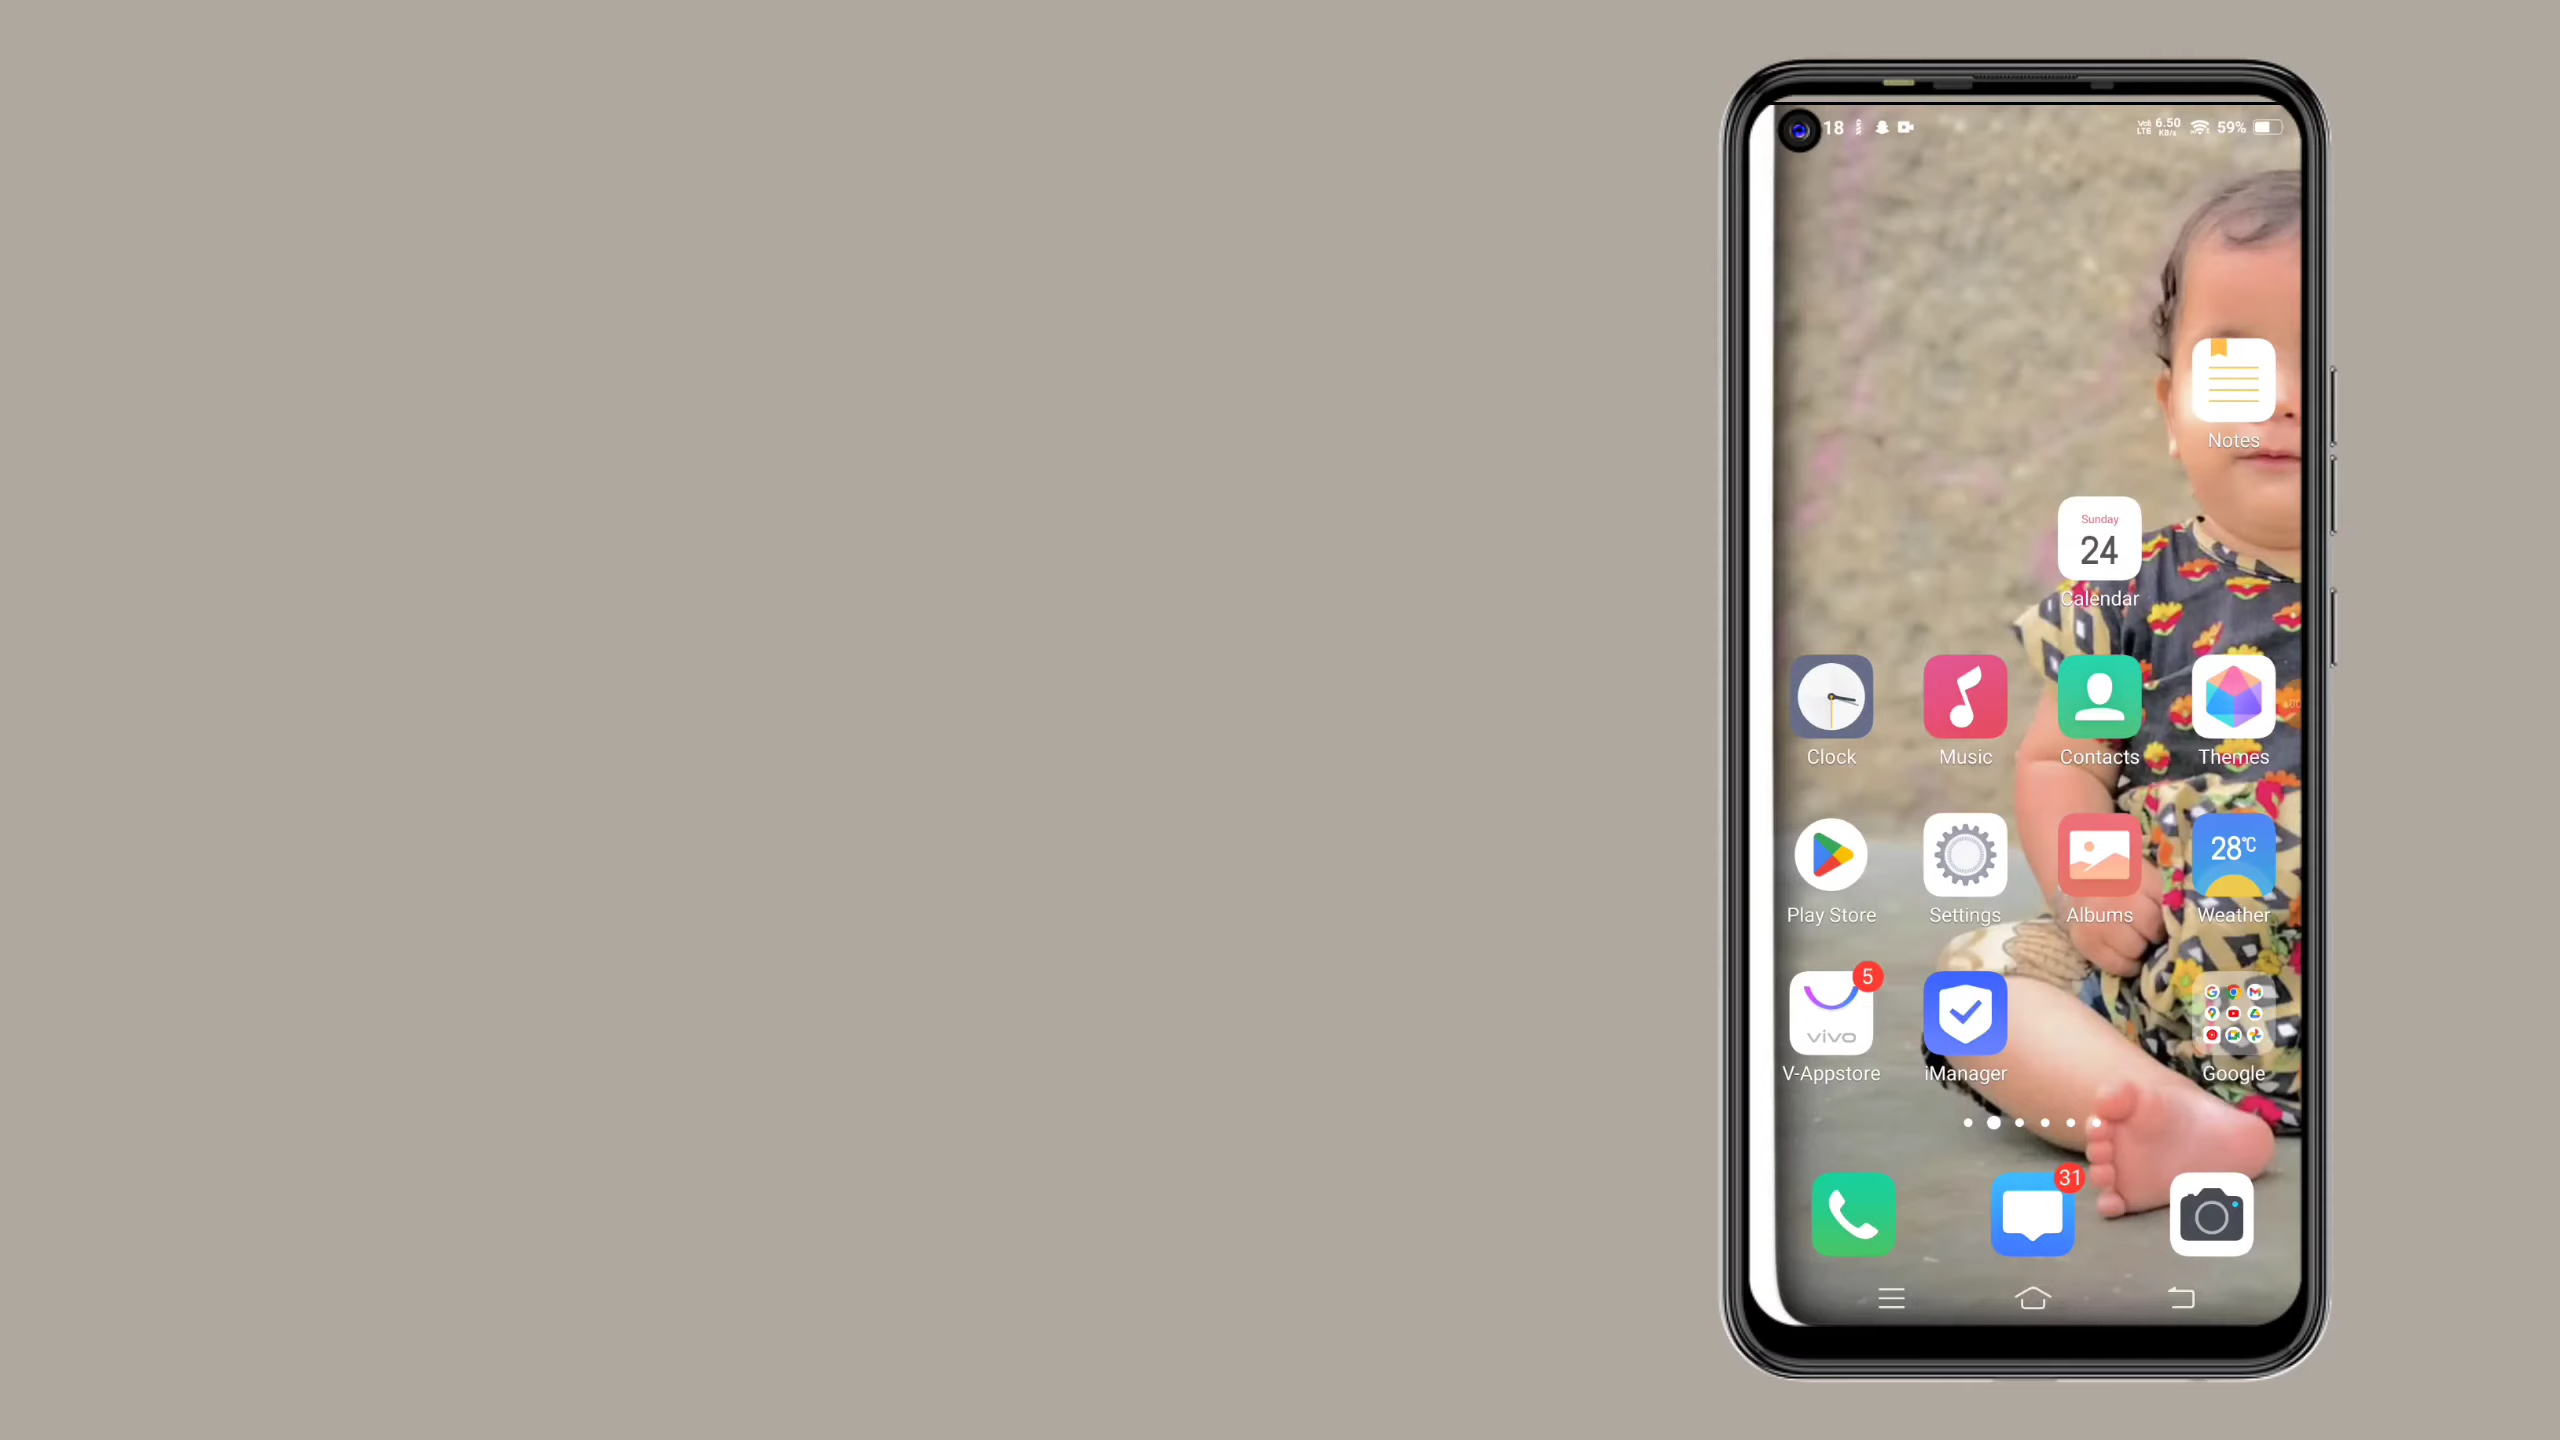 18
6.50
KB/s
59%
Notes
Sunday
24
Calendar
Clock Music Contacts Themes
28°C
Play Store Settings Albums Weather
5
vivo
V-Appstore iManager Google
31